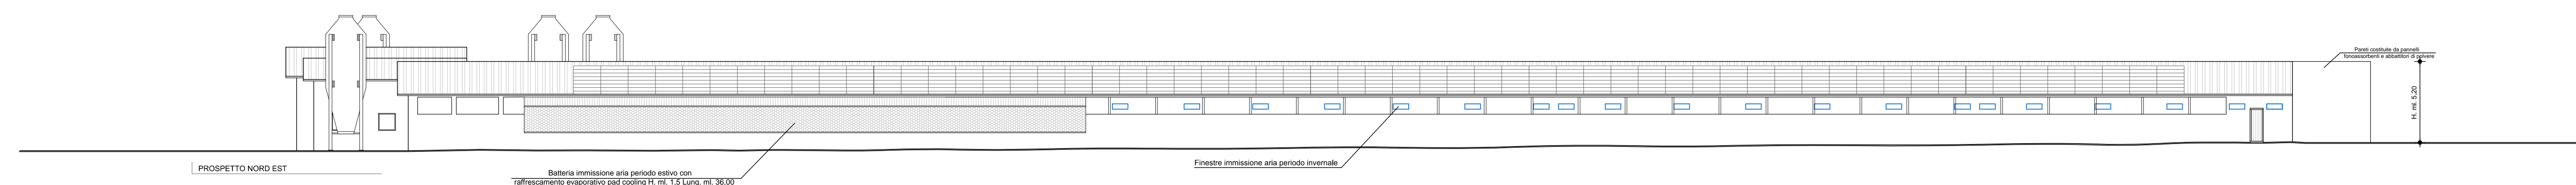 Pareti costituite da pannelli
fonoassorbenti e abbattitori di polvere
H. ml. 5,20
Finestre immissione aria periodo invernale
PROSPETTO NORD EST
Batteria immissione aria periodo estivo con
raffrescamento evaporativo pad cooling H. ml. 1,5 Lung. ml. 36,00